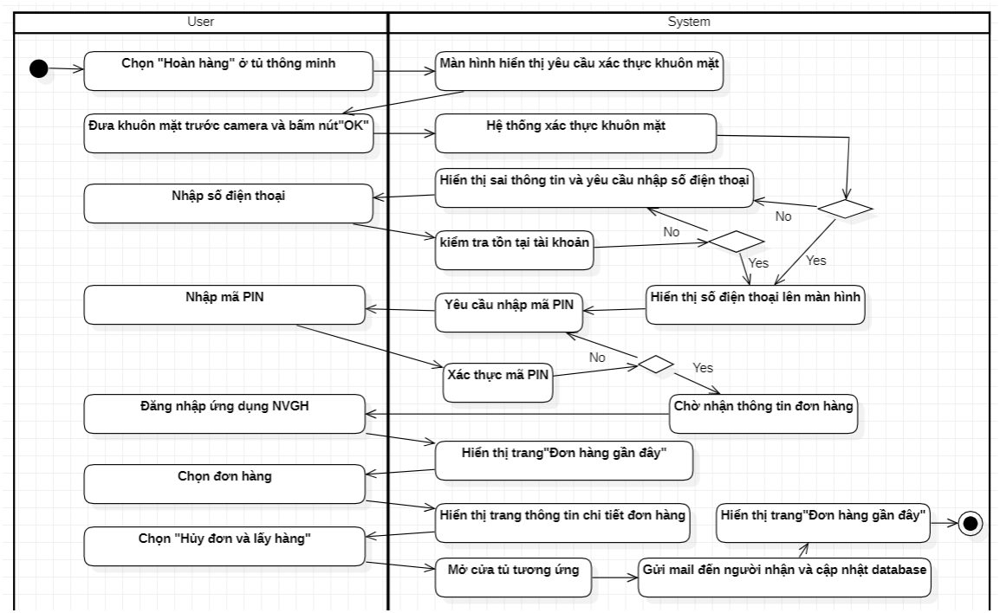 User
System
Chọn "Hoàn hàng" ở tủ thông minh
Màn hình hiển thị yêu cầu xác thực khuôn mặt
Đưa khuôn mặt trước camera và bấm nút"OK"
Hệ thống xác thực khuôn mặt
Hiển thị sai thông tin và yêu cầu nhập số điện thoại
Nhập số điện thoại
No
No
kiểm tra tồn tại tài khoản
Yes
Yes
Nhập mã PIN
Yêu cầu nhập mã PIN
Hiển thị số điện thoại lên màn hình
No
Yes
Xác thực mã PIN
Đăng nhập ứng dụng NVGH
Chờ nhận thông tin đơn hàng
Hiển thị trang"Đơn hàng gần đây"
Chọn đơn hàng
Hiển thị trang thông tin chi tiết đơn hàng
Hiển thị trang"Đơn hàng gần đây"
Chọn "Hủy đơn và lấy hàng"
Mở cửa tủ tương ứng
Gửi mail đến người nhận và cập nhật database